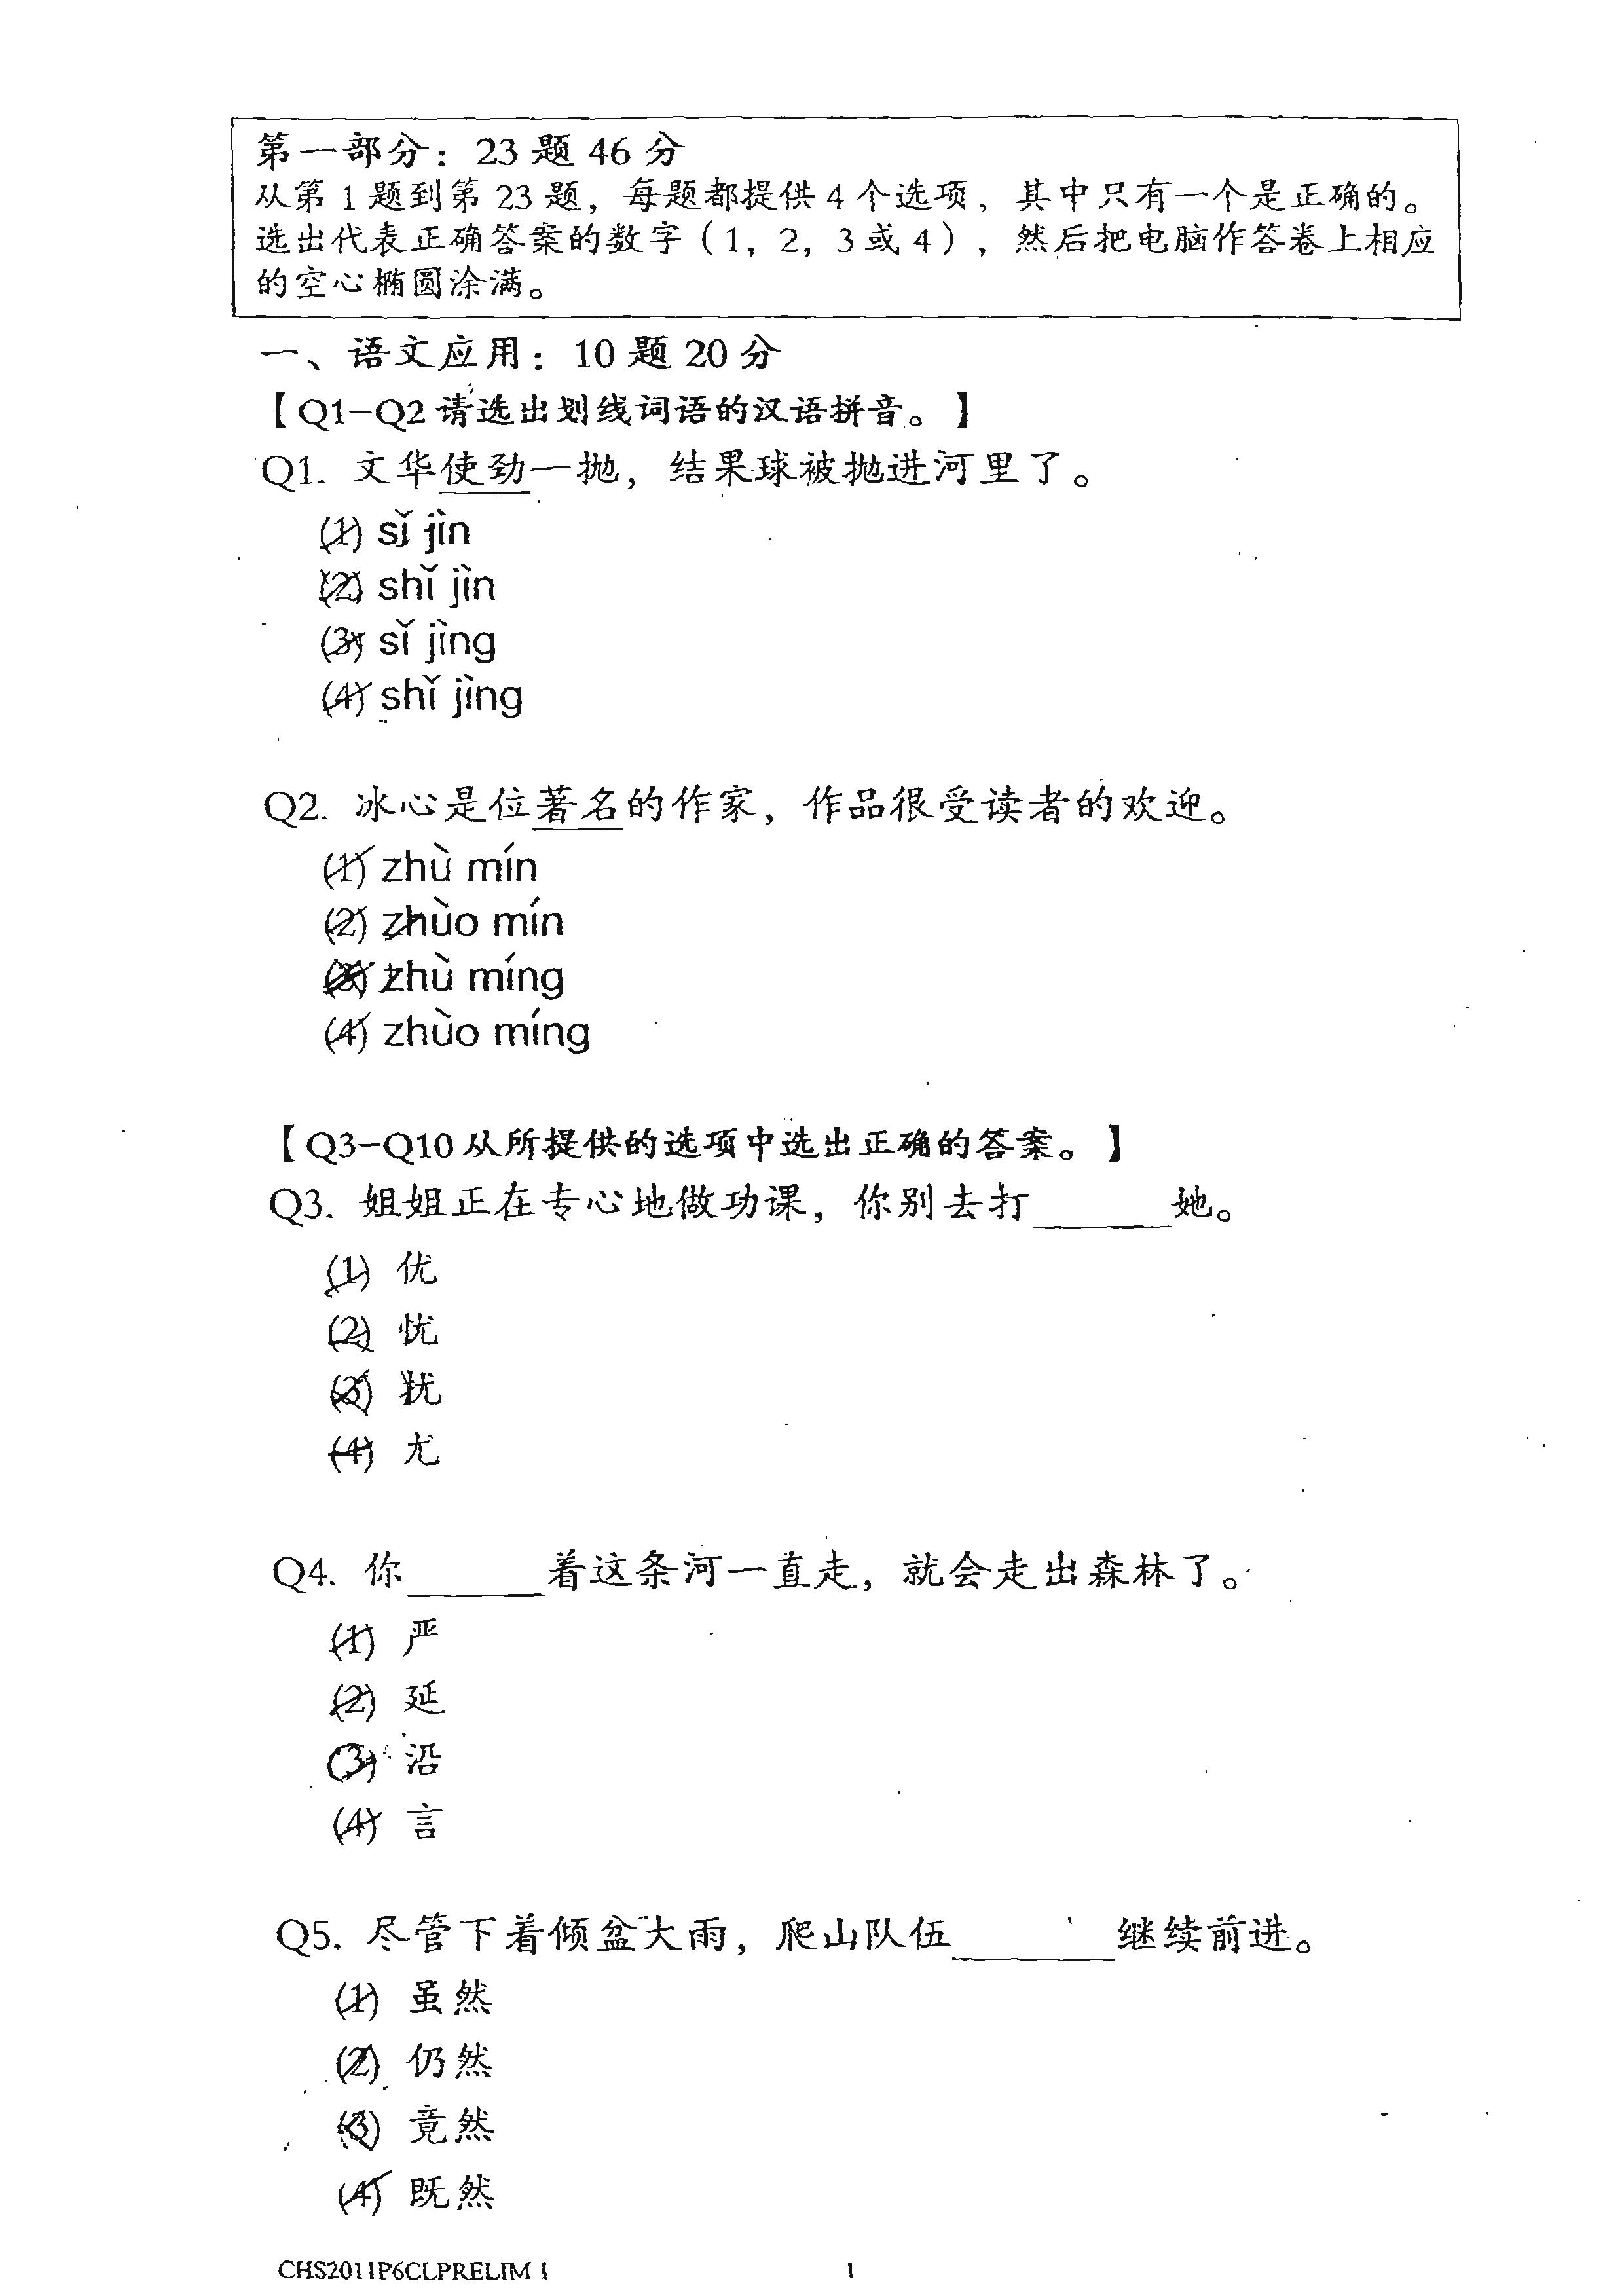 第一部分：23 题 46 分
从第 1 题到第 23 题，每题都提供 4 个选项，其中只有一个是正确的。
选出代表正确答案的数字（1，2，3 或 4），然后把电脑作答卷上相应
的空心椭圆涂满。
一、语文应用：10 题 20 分
【Q1-Q2 请选出划线词语的汉语拼音。】
Q1. 文华使劲一抛，结果球被抛进河里了。
(1) sǐ jìn
(2) shǐ jìn
(3) sǐ jìng
(4) shǐ jìng
Q2. 冰心是位著名的作家，作品很受读者的欢迎。
(1) zhù mín
(2) zhùo mín
(3) zhù míng
(4) zhùo míng
【Q3-Q10 从所提供的选项中选出正确的答案。】
Q3. 姐姐正在专心地做功课，你别去打______她。
(1) 优
(2) 忧
(3) 犹
(4) 尤
Q4. 你______着这条河一直走，就会走出森林了。
(1) 严
(2) 延
(3) 沿
(4) 言
Q5. 尽管下着倾盆大雨，爬山队伍_______继续前进。
(1) 虽然
(2) 仍然
(3) 竟然
(4) 既然
CHS2011P6CLPRELIM 1 1